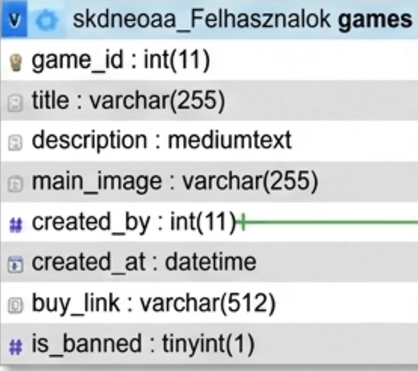 v skdneoaa_Felhasznalok games
game_id : int(11)
title : varchar(255)
description : mediumtext
main_image : varchar(255)
# created_by : int(11)
created_at : datetime
buy_link : varchar(512)
# is_banned : tinyint(1)